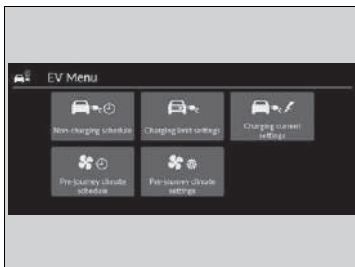 EV Menu
Non-charging schedule
Charging limit settings
Charging current
settings
Pre-journey climate
schedule
Pre-journey climate
settings